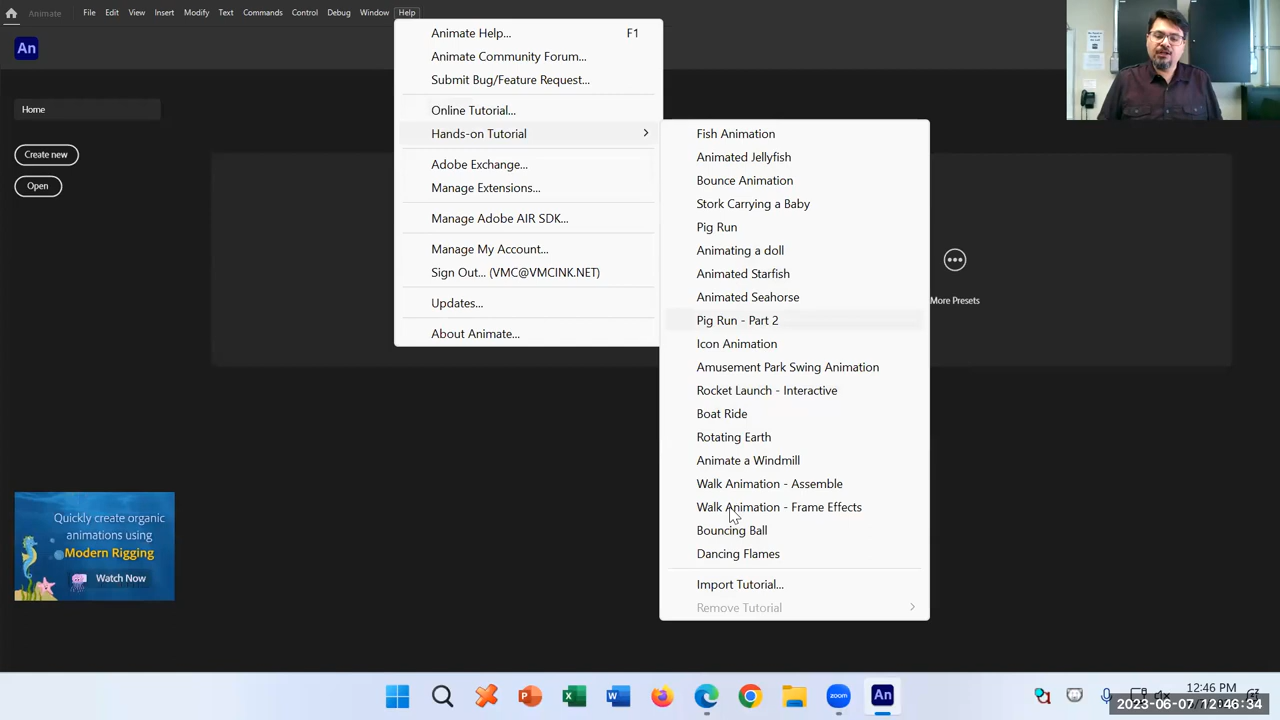 Animate
File
Edit
View
Insert
Modify
Text
Commands
Control
Debug
Window
Help
An
Home
Create new
Open
Animate Help... F1
Animate Community Forum...
Submit Bug/Feature Request...
Online Tutorial...
Hands-on Tutorial
Adobe Exchange...
Manage Extensions...
Manage Adobe AIR SDK...
Manage My Account...
Sign Out... (VMC@VMCINK.NET)
Updates...
About Animate...
Fish Animation
Animated Jellyfish
Bounce Animation
Stork Carrying a Baby
Pig Run
Animating a doll
Animated Starfish
Animated Seahorse
Pig Run - Part 2
Icon Animation
Amusement Park Swing Animation
Rocket Launch - Interactive
Boat Ride
Rotating Earth
Animate a Windmill
Walk Animation - Assemble
Walk Animation - Frame Effects
Bouncing Ball
Dancing Flames
Import Tutorial...
Remove Tutorial
More Presets
Quickly create organic
animations using
Modern Rigging
Watch Now
zoom
An
12:46 PM
2023-06-07 12:46:34